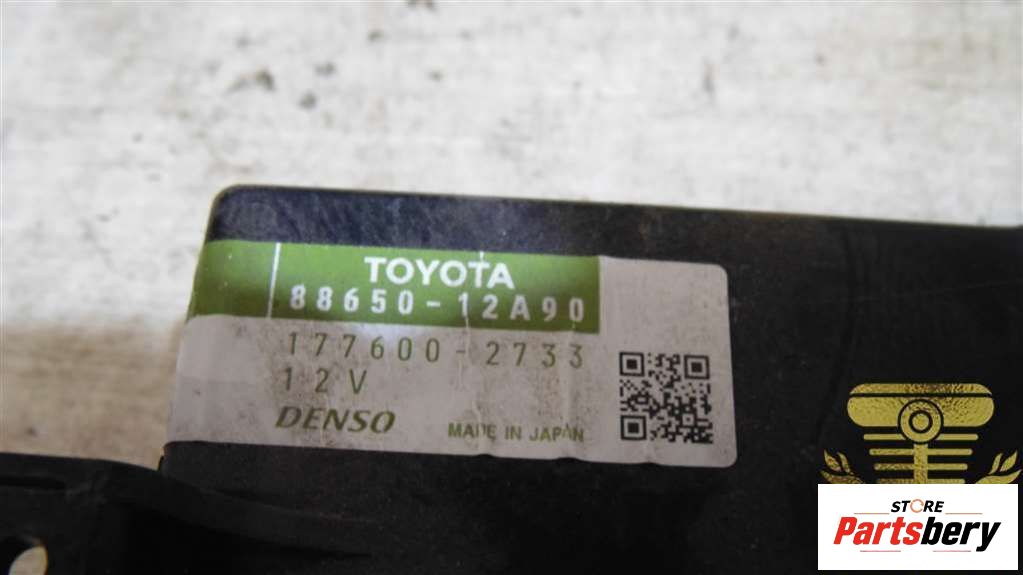 TOYOTA
88650-12A90
177600-2733
12V
DENSO MADE IN JAPAN
STORE
Partsbery